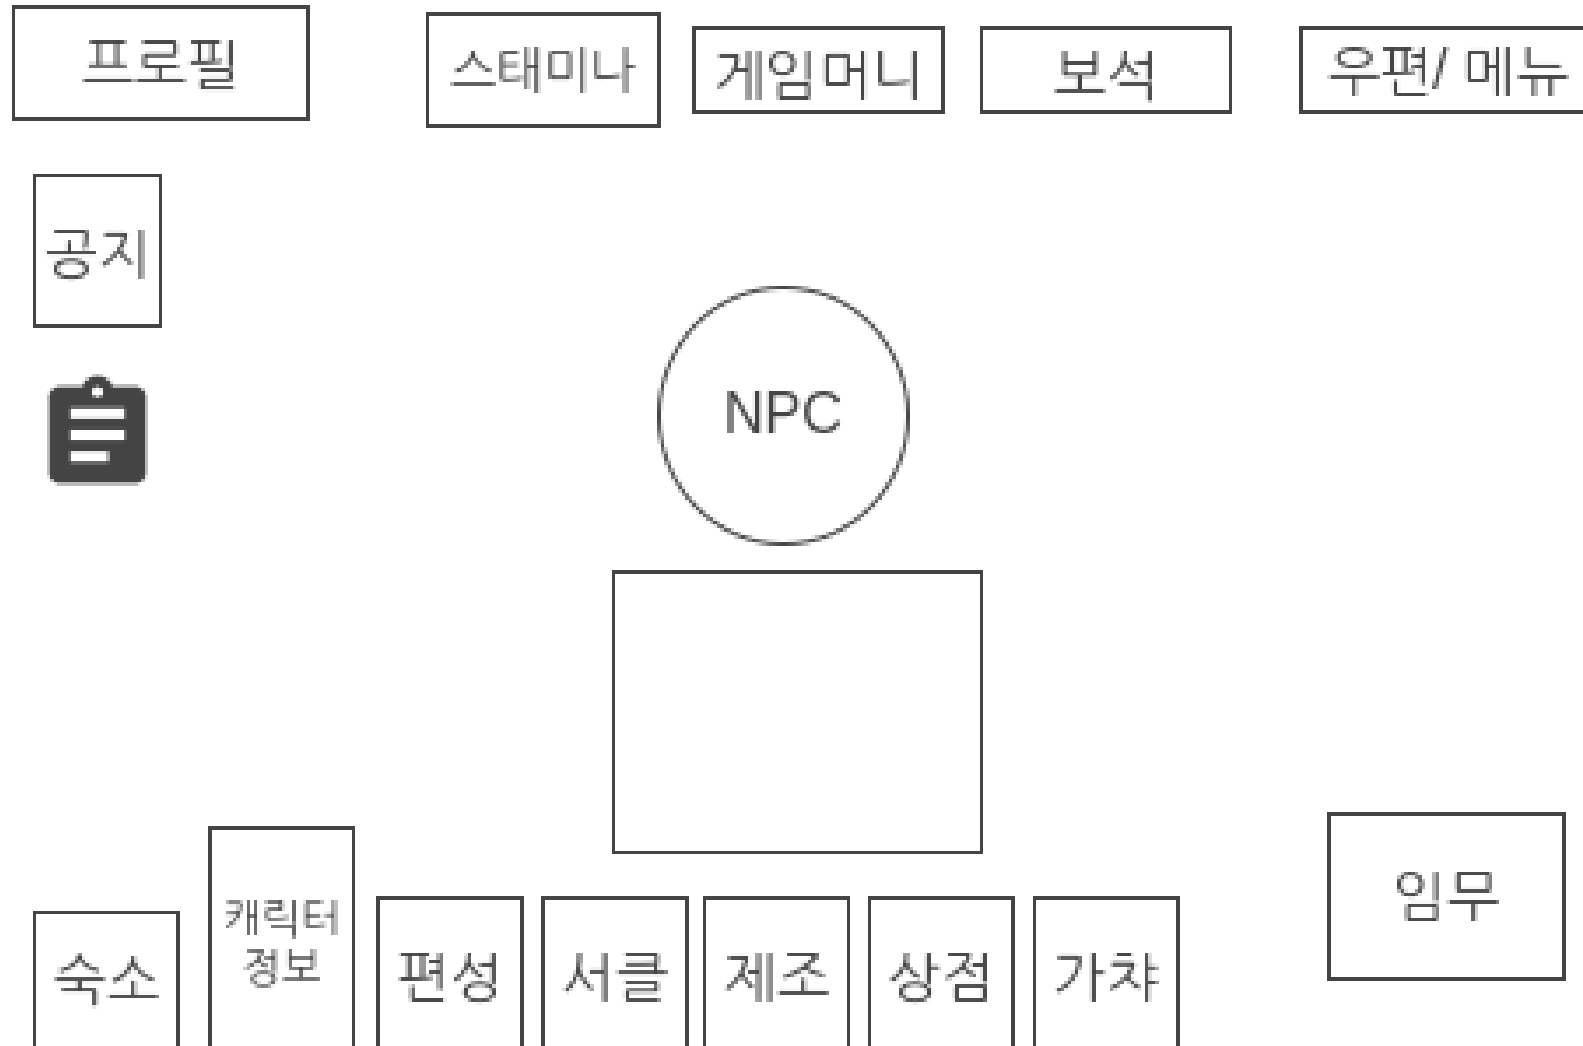 프로필
스태미나
게임머니
보석
우편/ 메뉴
공지
NPC
임무
숙소
캐릭터
정보
편성
서클
제조
상점
가챠